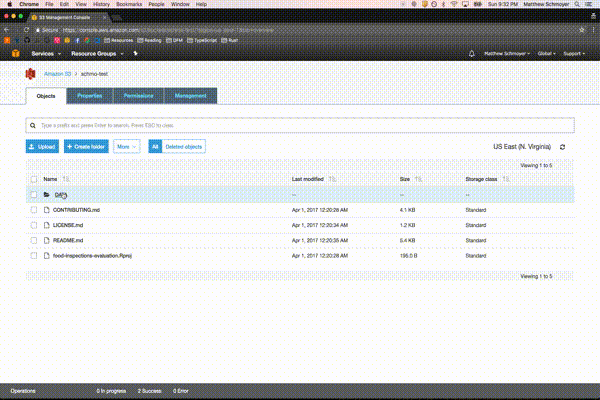 Chrome File Edit View History Bookmarks People Window Help Sun 9:32 PM Matthew Schmoyer
S3 Management Console
Secure https://console.aws.amazon.com
Resources Reading DFM TypeScript Rust
Services Resource Groups Matthew Schmoyer Global Support
Amazon S3 > schmo-test
Objects Properties Permissions Management
Type a prefix and press Enter to search. Press ESC to clear.
Upload Create folder More All Deleted objects US East (N. Virginia)
Viewing 1 to 5
Name Last modified Size Storage class
DATA -- -- --
CONTRIBUTING.md Apr 1, 2017 12:20:28 AM 4.1 KB Standard
LICENSE.md Apr 1, 2017 12:20:34 AM 1.2 KB Standard
README.md Apr 1, 2017 12:20:35 AM 5.4 KB Standard
food-inspections-evaluation.Rproj Apr 1, 2017 12:20:28 AM 196.0 B Standard
Viewing 1 to 5
Operations 0 In progress 2 Success 0 Error